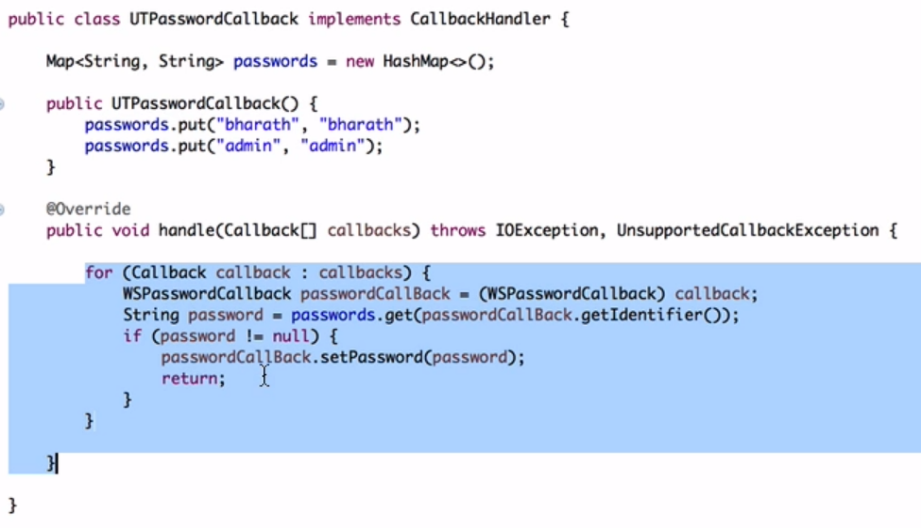 public class UTPasswordCallback implements CallbackHandler {
Map<String, String> passwords = new HashMap<>();
public UTPasswordCallback() {
passwords.put("bharath", "bharath");
passwords.put("admin", "admin");
}
@Override
public void handle(Callback[] callbacks) throws IOException, UnsupportedCallbackException {
for (Callback callback : callbacks) {
WSPasswordCallback passwordCallBack = (WSPasswordCallback) callback;
String password = passwords.get(passwordCallBack.getIdentifier());
if (password != null) {
passwordCallBack.setPassword(password);
return;
}
}
}
}